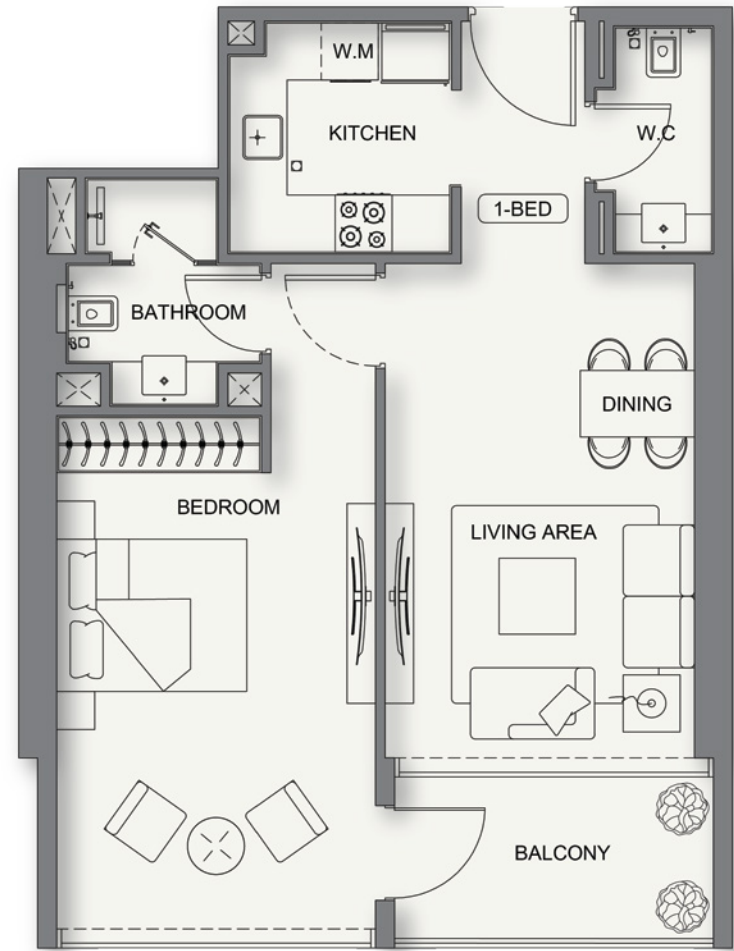 W.M
KITCHEN
W.C
1-BED
BATHROOM
DINING
BEDROOM
LIVING AREA
BALCONY